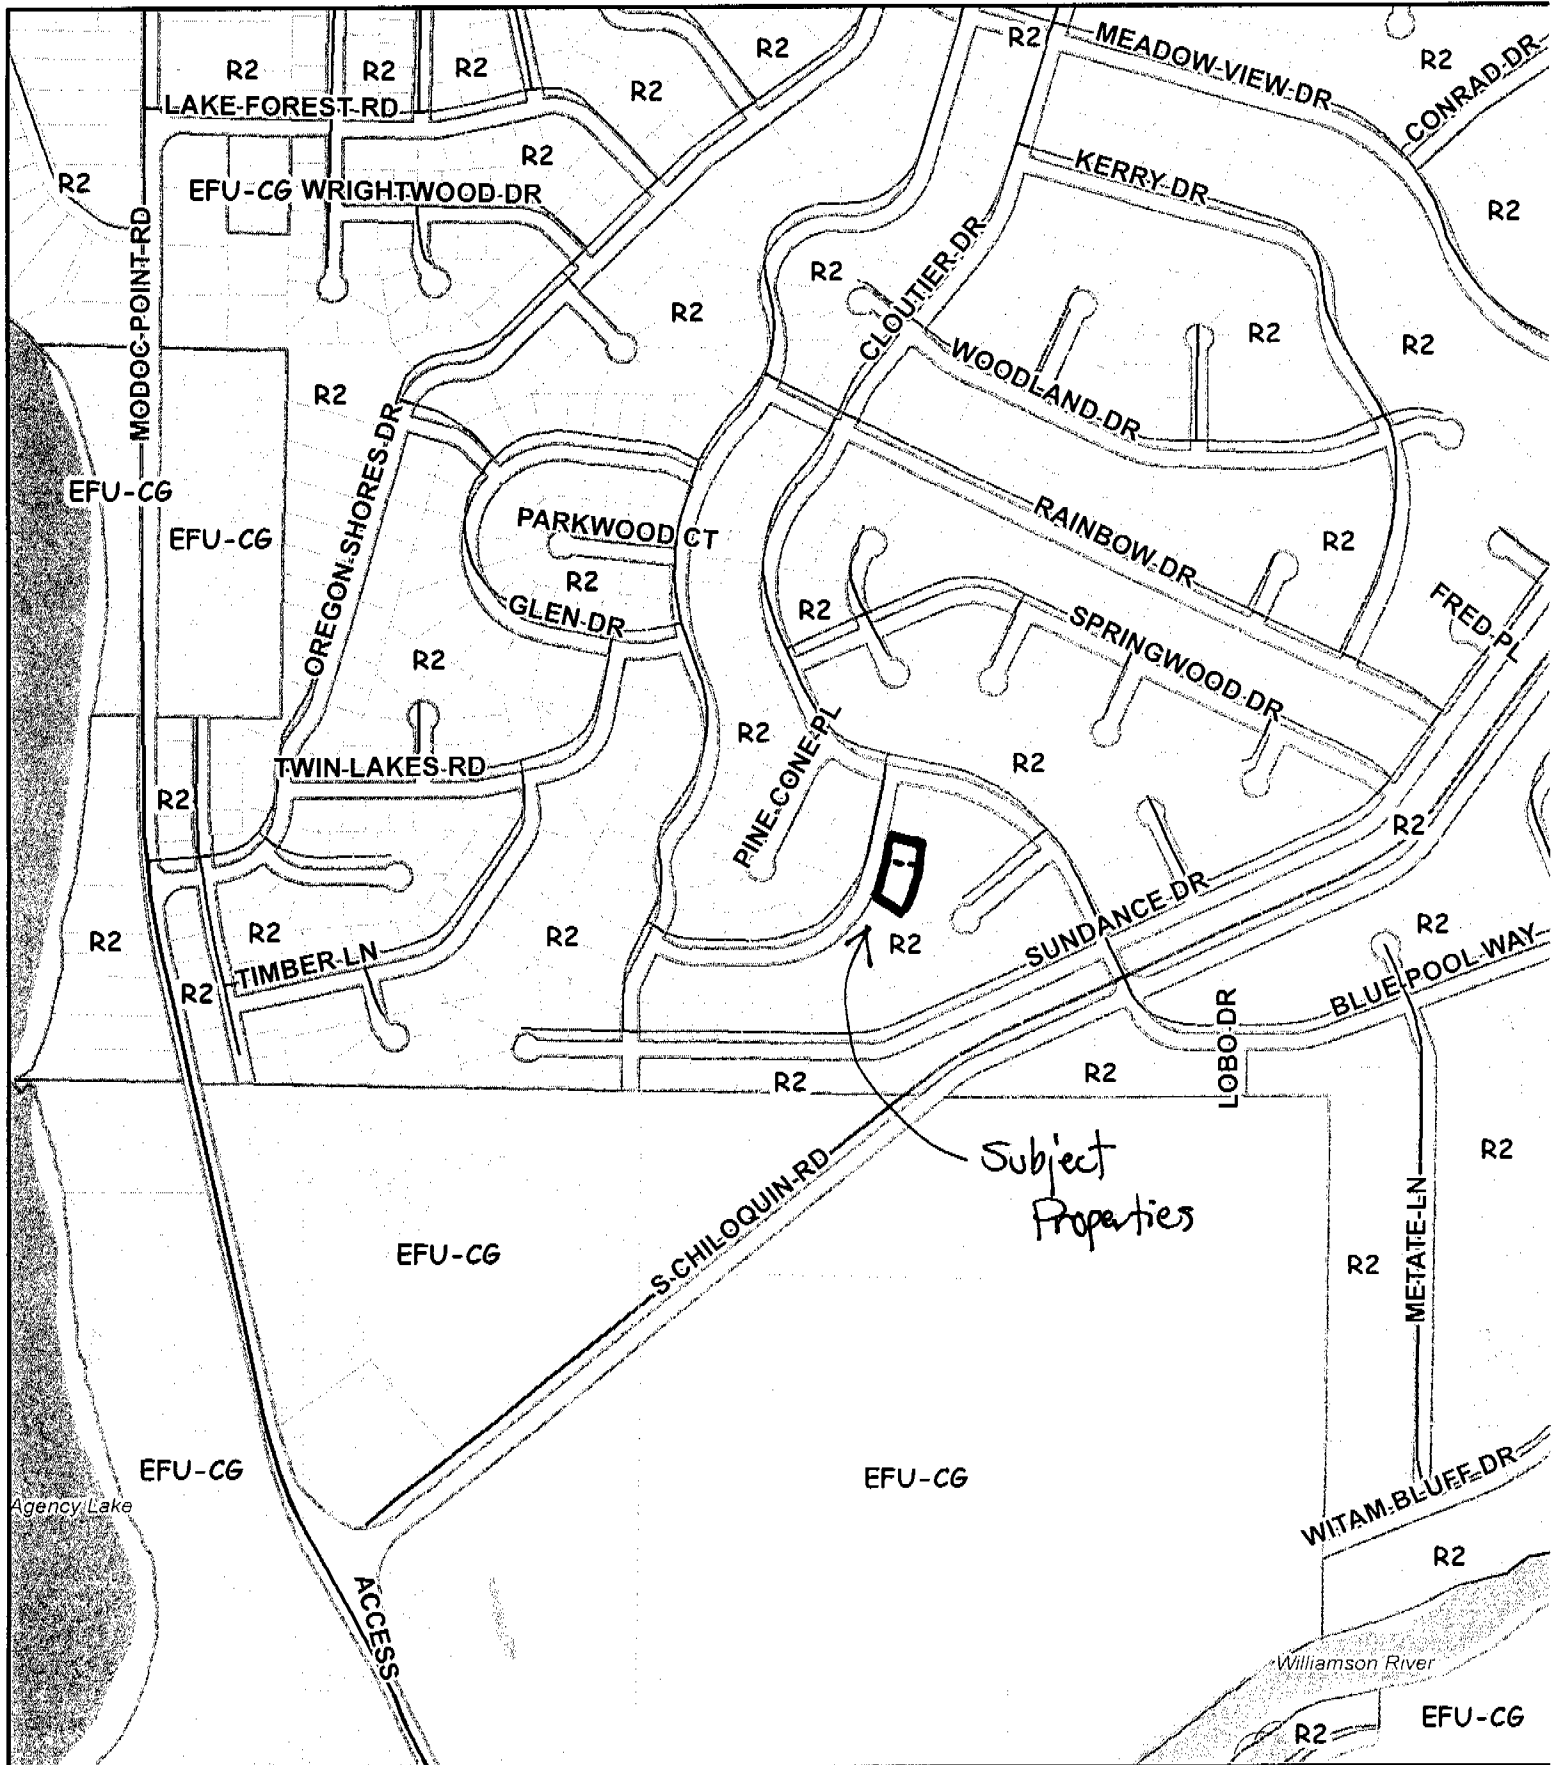 R2
MEADOW-VIEW-DR
R2
R2
R2
R2
R2
R2
CONRAD-DR
LAKE-FOREST-RD
R2
R2
KERRY-DR
R2
EFU-CG
WRIGHTWOOD-DR
R2
MODOC-POINT-RD
CLOUTIER-DR
R2
R2
R2
R2
WOODLAND-DR
R2
OREGON-SHORES-DR
EFU-CG
EFU-CG
PARKWOOD CT
RAINBOW-DR
R2
R2
GLEN-DR
R2
FRED-PL
SPRINGWOOD-DR
R2
PINE-CONE-PL
R2
R2
TWIN-LAKES-RD
R2
R2
SUNDANCE-DR
R2
R2
R2
R2
R2
TIMBER-LN
R2
BLUE-POOL-WAY
LOBO-DR
R2
R2
Subject
Properties
R2
S-CHILOQUIN-RD
EFU-CG
R2
METATE-LN
EFU-CG
EFU-CG
Agency Lake
WITAM-BLUFF-DR
R2
ACCESS
Williamson River
R2
EFU-CG